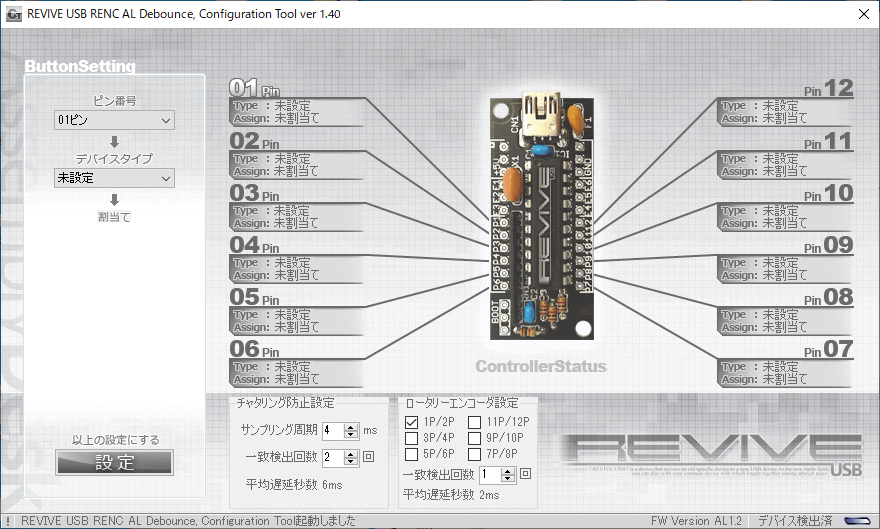 REVIVE USB RENC AL Debounce, Configuration Tool ver 1.40
ButtonSetting
ピン番号
01ピン
デバイスタイプ
未設定
割当て
以上の設定にする
設定
01 Pin
Type : 未設定
Assign: 未割当て
02 Pin
Type : 未設定
Assign: 未割当て
03 Pin
Type : 未設定
Assign: 未割当て
04 Pin
Type : 未設定
Assign: 未割当て
05 Pin
Type : 未設定
Assign: 未割当て
06 Pin
Type : 未設定
Assign: 未割当て
CN1
F1
REVIVE
USB
BOOT
C2
ControllerStatus
Pin 12
Type : 未設定
Assign: 未割当て
Pin 11
Type : 未設定
Assign: 未割当て
Pin 10
Type : 未設定
Assign: 未割当て
Pin 09
Type : 未設定
Assign: 未割当て
Pin 08
Type : 未設定
Assign: 未割当て
Pin 07
Type : 未設定
Assign: 未割当て
チャタリング防止設定
サンプリング周期 4 ms
一致検出回数 2 回
平均遅延秒数 6ms
ロータリーエンコーダ設定
1P/2P 11P/12P
3P/4P 9P/10P
5P/6P 7P/8P
一致検出回数 1 回
平均遅延秒数 2ms
REVIVE
USB
REVIVE USB RENC AL Debounce, Configuration Tool起動しました
FW Version AL1.2
デバイス検出済